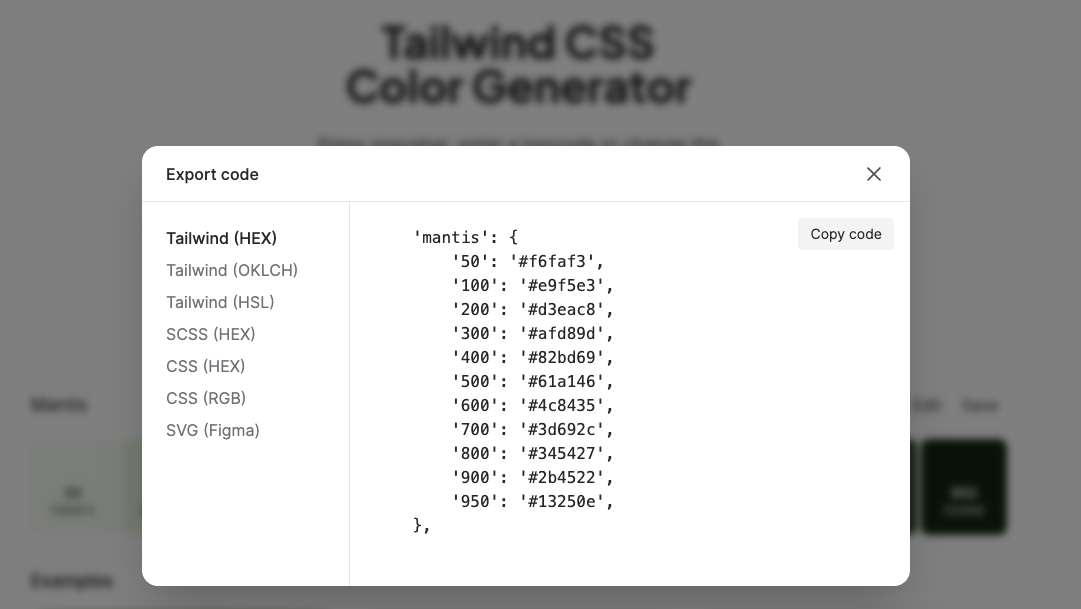 Tailwind CSS
Color Generator
Export code
Tailwind (HEX)
Tailwind (OKLCH)
Tailwind (HSL)
SCSS (HEX)
CSS (HEX)
CSS (RGB)
SVG (Figma)
Copy code
'mantis': {
    '50': '#f6faf3',
    '100': '#e9f5e3',
    '200': '#d3eac8',
    '300': '#afd89d',
    '400': '#82bd69',
    '500': '#61a146',
    '600': '#4c8435',
    '700': '#3d692c',
    '800': '#345427',
    '900': '#2b4522',
    '950': '#13250e',
},
Mantis
Edit
Save
Examples